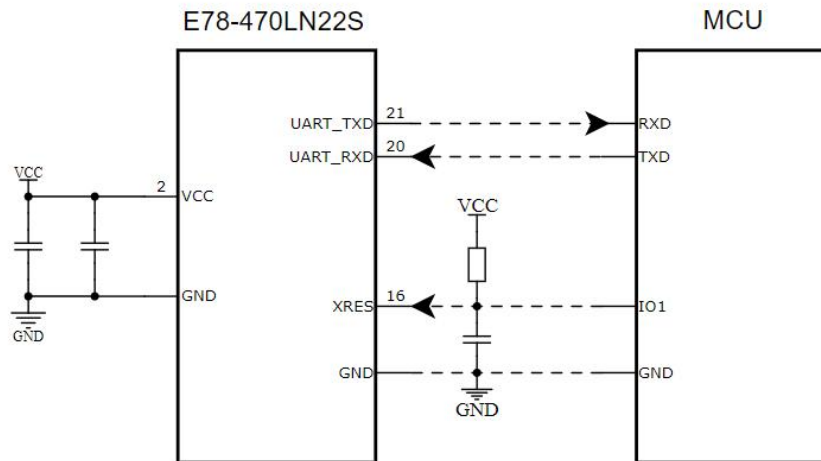 E78-470LN22S MCU
UART_TXD 21 RXD
UART_RXD 20 TXD
VCC
2 VCC
VCC
GND
XRES 16 IO1
GND
GND GND
GND